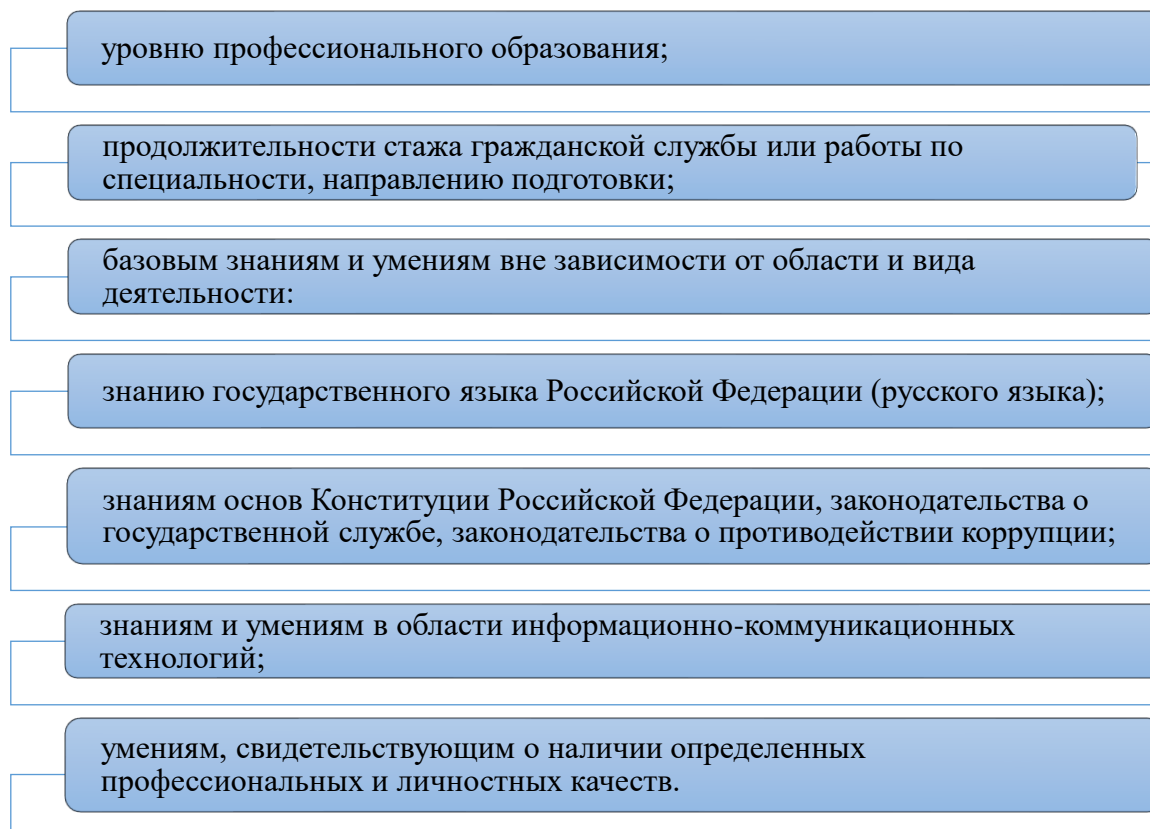 уровню профессионального образования;
продолжительности стажа гражданской службы или работы по
специальности, направлению подготовки;
базовым знаниям и умениям вне зависимости от области и вида
деятельности:
знанию государственного языка Российской Федерации (русского языка);
знаниям основ Конституции Российской Федерации, законодательства о
государственной службе, законодательства о противодействии коррупции;
знаниям и умениям в области информационно-коммуникационных
технологий;
умениям, свидетельствующим о наличии определенных
профессиональных и личностных качеств.